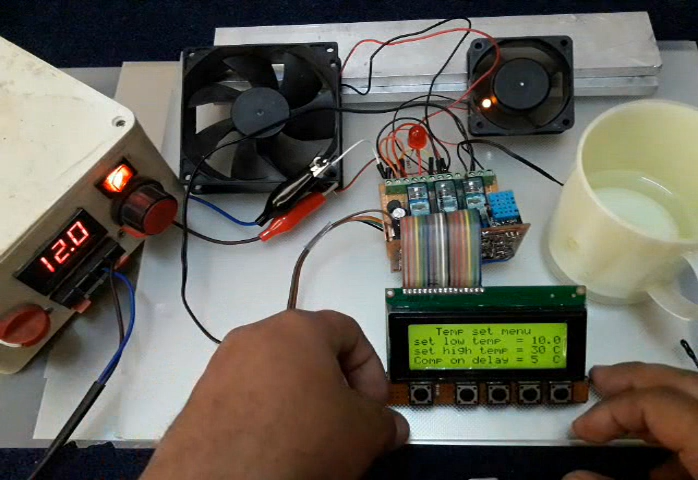 12.0
Temp set menu
set low temp = 10.0
set high temp = 30 C
Comp on delay = 5 C